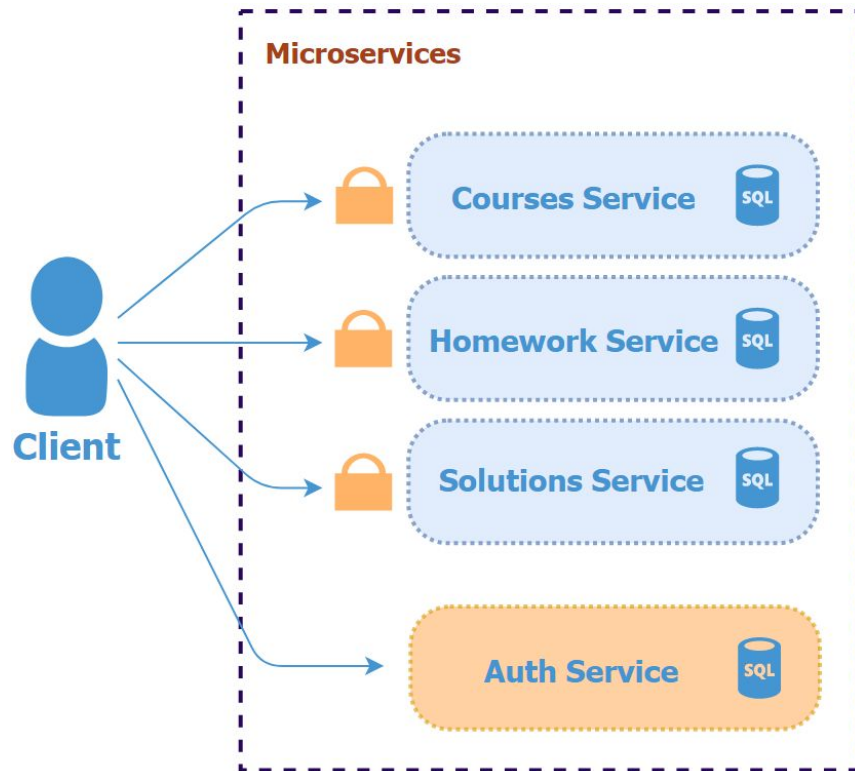 Microservices
Courses Service
SQL
Homework Service
SQL
Client
Solutions Service
SQL
Auth Service
SQL